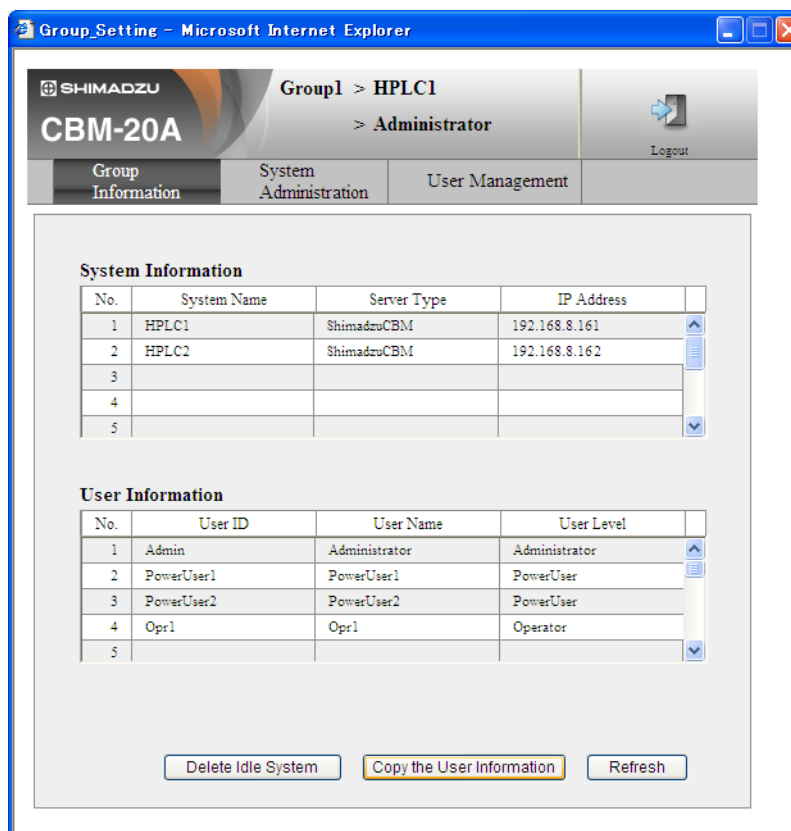 Group_Setting - Microsoft Internet Explorer
SHIMADZU
CBM-20A
Group1 > HPLC1
> Administrator
Logout
Group Information
System Administration
User Management
System Information
No. System Name Server Type IP Address
1 HPLC1 ShimadzuCBM 192.168.8.161
2 HPLC2 ShimadzuCBM 192.168.8.162
3
4
5
User Information
No. User ID User Name User Level
1 Admin Administrator Administrator
2 PowerUser1 PowerUser1 PowerUser
3 PowerUser2 PowerUser2 PowerUser
4 Opr1 Opr1 Operator
5
Delete Idle System Copy the User Information Refresh